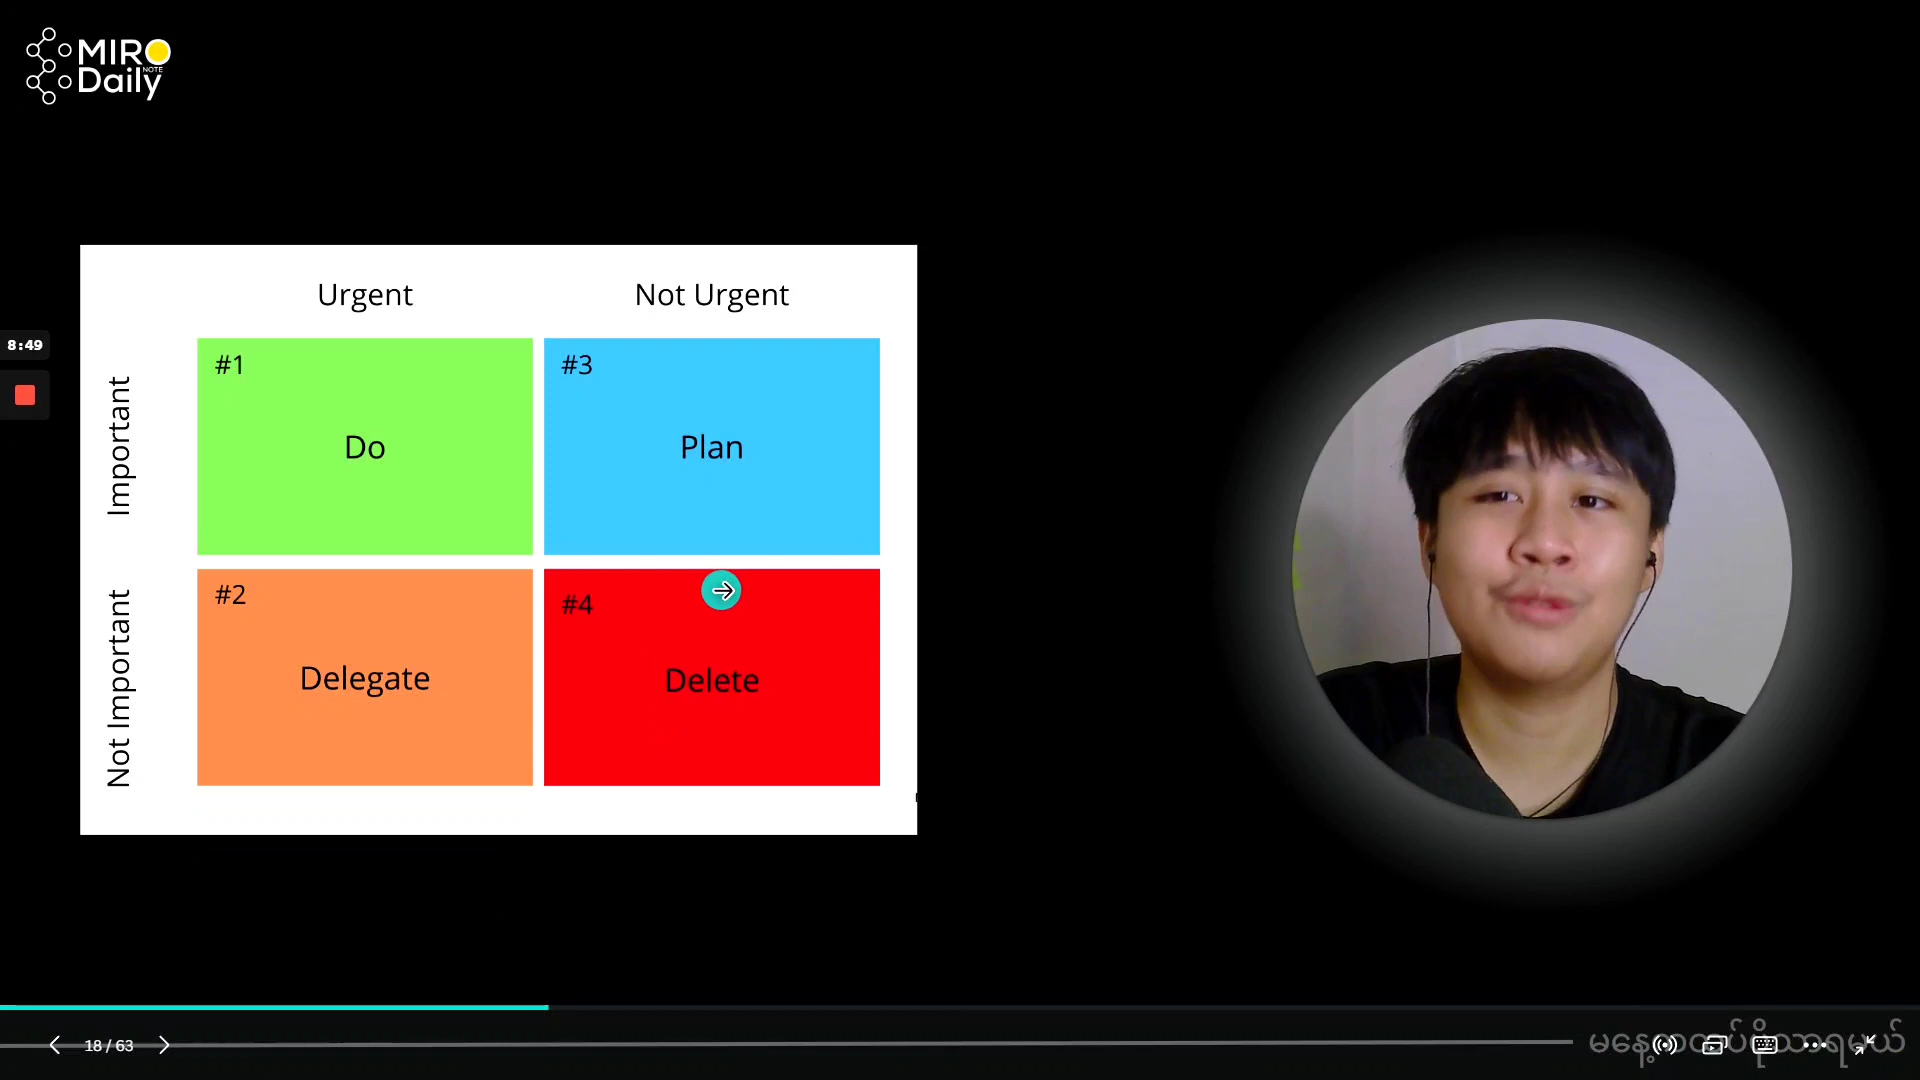 MIRO
NOTE
Daily
Urgent
Not Urgent
8:49
Important
#1
Do
#3
Plan
Not Important
#2
Delegate
#4
Delete
18 / 63